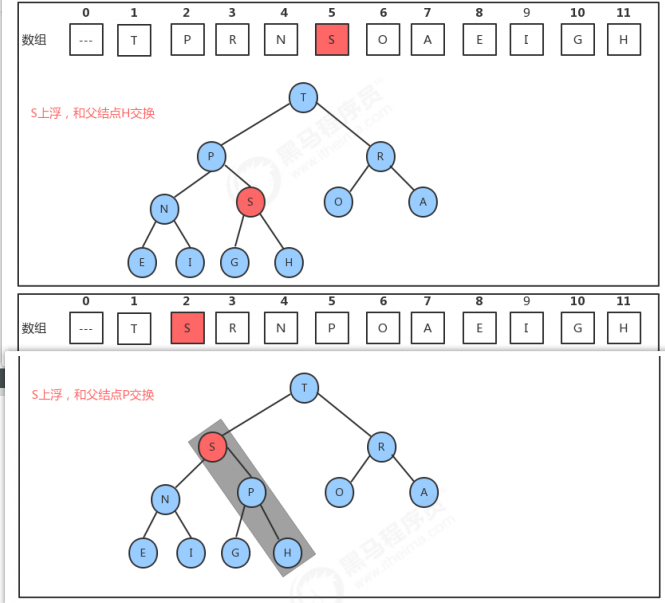 0 1 2 3 4 5 6 7 8 9 10 11
数组 --- T P R N S O A E I G H
S上浮，和父结点H交换
T
P R
N S O A
E I G H
黑马程序员™
www.itheima.com
0 1 2 3 4 5 6 7 8 9 10 11
数组 --- T S R N P O A E I G H
S上浮，和父结点P交换
T
S R
N P O A
E I G H
黑马程序员
www.itheima.com